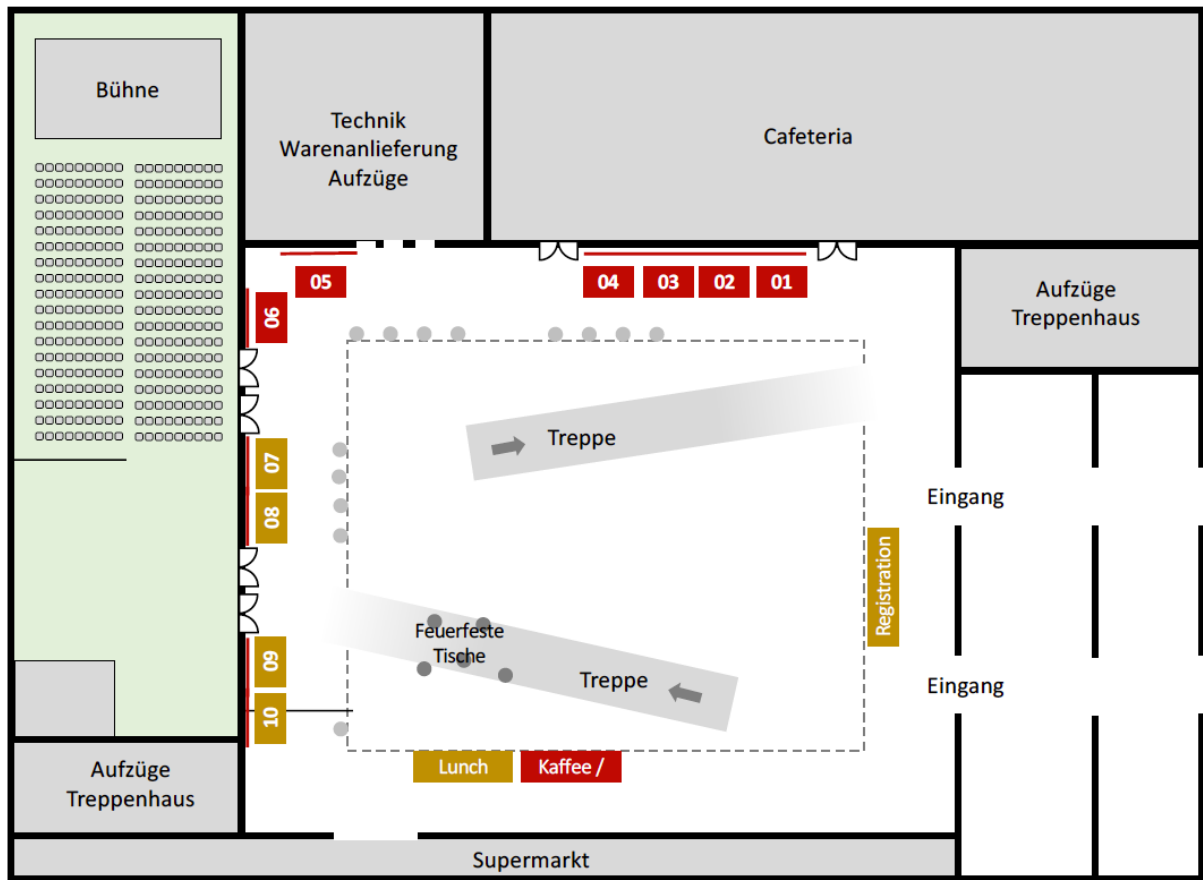 Bühne
Technik
Warenanlieferung
Aufzüge
Cafeteria
05
04
03
02
01
Aufzüge
Treppenhaus
06
Treppe
07
08
Eingang
Registration
Feuerfeste
Tische
Treppe
09
10
Eingang
Lunch
Kaffee /
Aufzüge
Treppenhaus
Supermarkt